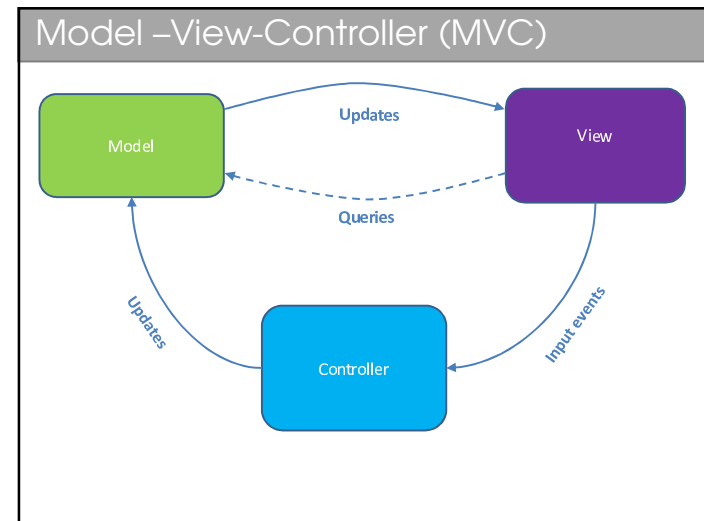 Model –View-Controller (MVC)
Updates
View
Model
Queries
Updates
Input events
Controller